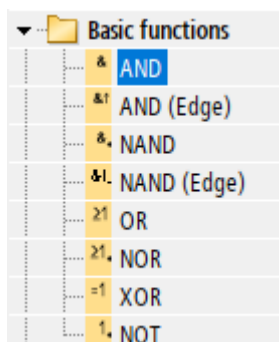 Basic functions
& AND
&↑ AND (Edge)
& NAND
&L NAND (Edge)
≥1 OR
≥1 NOR
=1 XOR
1 NOT